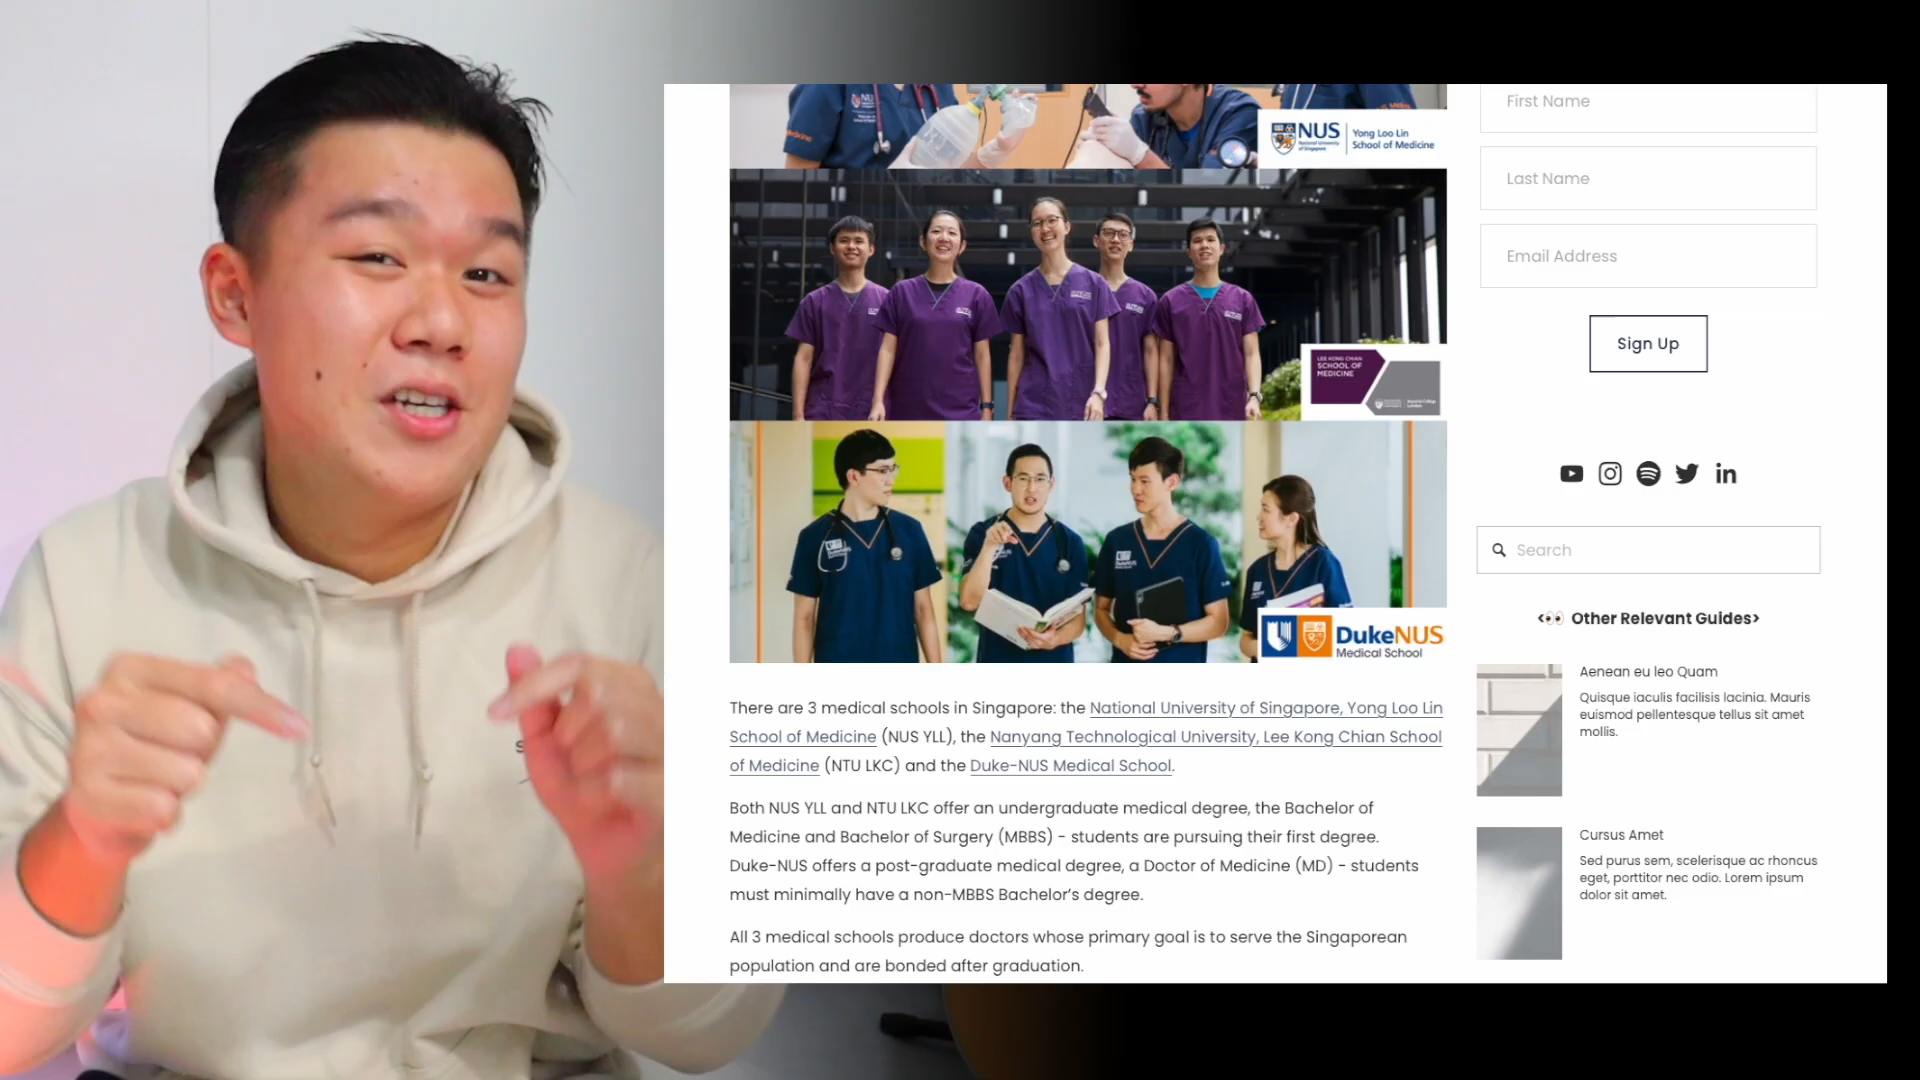 NUS
National University
of Singapore
Yong Loo Lin
School of Medicine
LEE KONG CHIAN
SCHOOL OF
MEDICINE
DukeNUS
Medical School
There are 3 medical schools in Singapore: the National University of Singapore, Yong Loo Lin
School of Medicine (NUS YLL), the Nanyang Technological University, Lee Kong Chian School
of Medicine (NTU LKC) and the Duke-NUS Medical School.
Both NUS YLL and NTU LKC offer an undergraduate medical degree, the Bachelor of
Medicine and Bachelor of Surgery (MBBS) - students are pursuing their first degree.
Duke-NUS offers a post-graduate medical degree, a Doctor of Medicine (MD) - students
must minimally have a non-MBBS Bachelor’s degree.
All 3 medical schools produce doctors whose primary goal is to serve the Singaporean
population and are bonded after graduation.
First Name
Last Name
Email Address
Sign Up
Search
<👀 Other Relevant Guides>
Aenean eu leo Quam
Quisque iaculis facilisis lacinia. Mauris
euismod pellentesque tellus sit amet
mollis.
Cursus Amet
Sed purus sem, scelerisque ac rhoncus
eget, porttitor nec odio. Lorem ipsum
dolor sit amet.